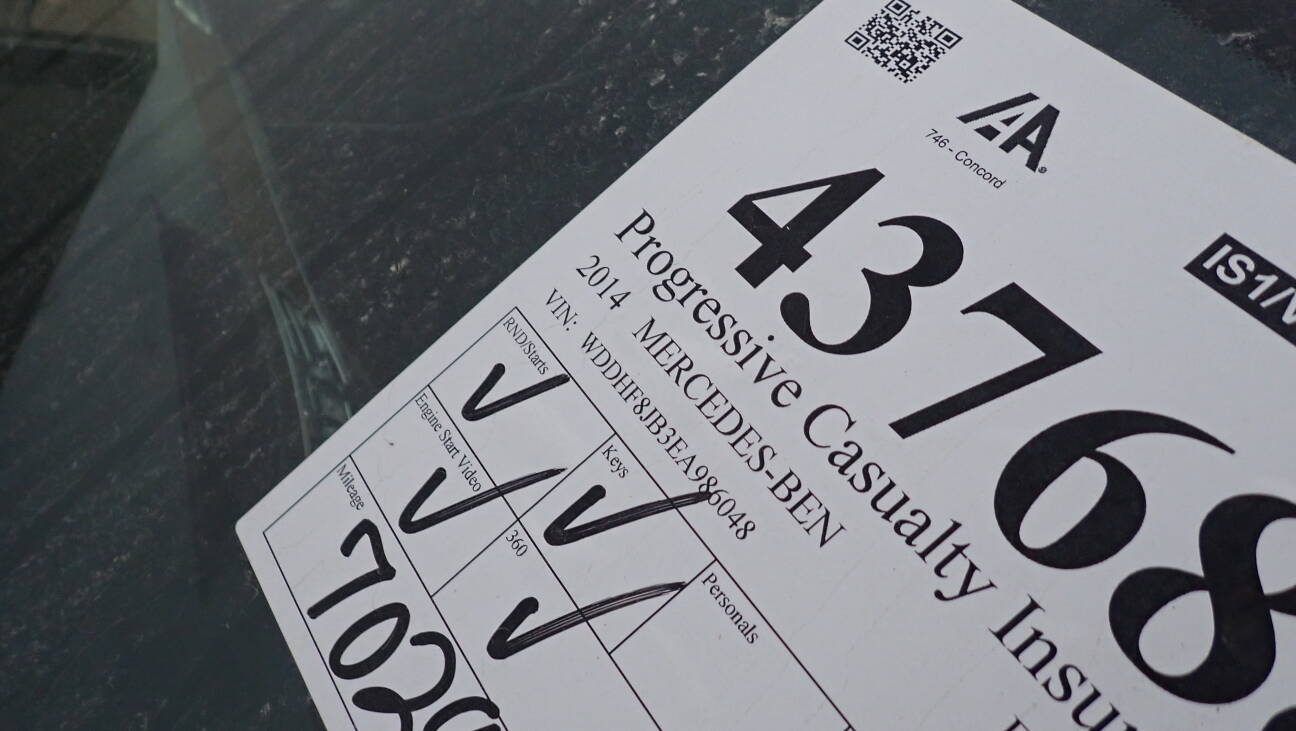 IAA
746 - Concord
IS1/
43768
Progressive Casualty Insu
2014 MERCEDES-BEN
VIN: WDDHF8JB3EA986048
RND/Starts
Keys
Personals
Engine Start Video
360
Mileage
702